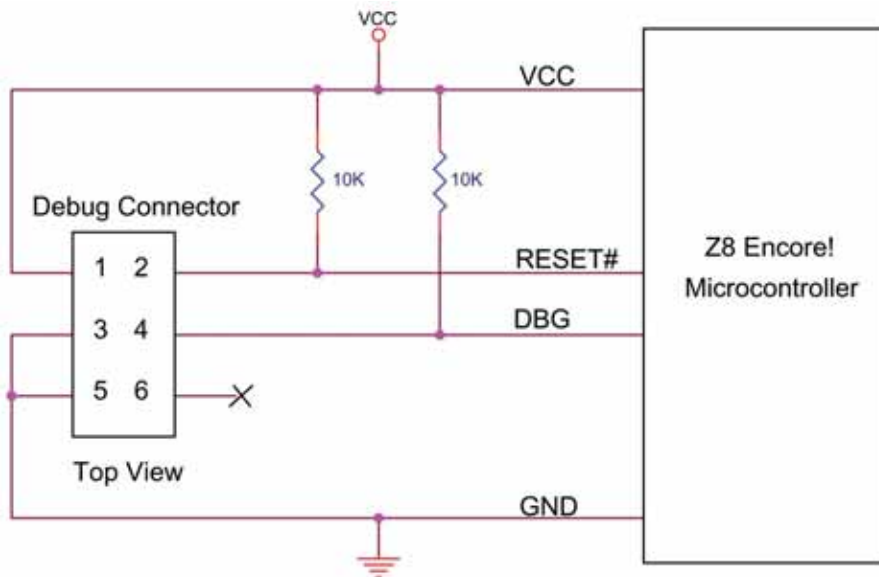 VCC
VCC
10K 10K
Debug Connector
1 2
RESET#
Z8 Encore!
Microcontroller
3 4
DBG
5 6
Top View
GND